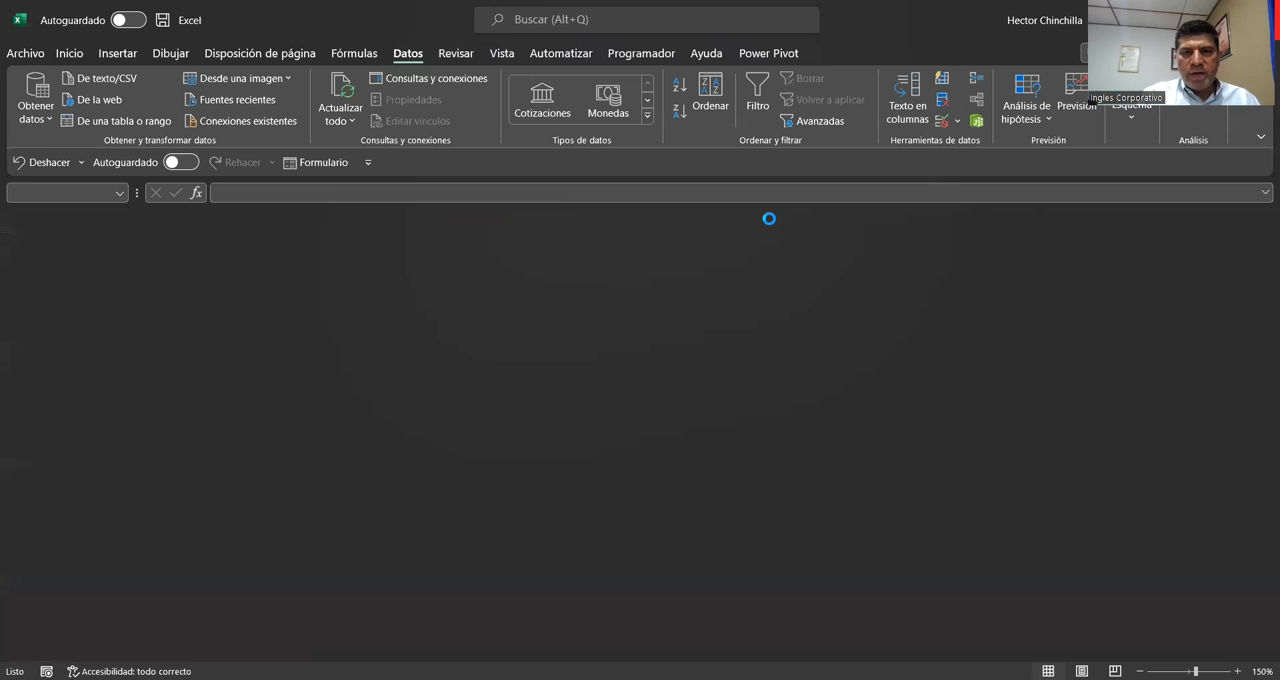 Autoguardado Excel Buscar (Alt+Q) Hector Chinchilla
Archivo Inicio Insertar Dibujar Disposición de página Fórmulas Datos Revisar Vista Automatizar Programador Ayuda Power Pivot
De texto/CSV Desde una imagen Consultas y conexiones Borrar
De la web Fuentes recientes Propiedades Volver a aplicar
Obtener datos De una tabla o rango Conexiones existentes Actualizar todo Editar vínculos Cotizaciones Monedas Ordenar Filtro Avanzadas Texto en columnas Análisis de hipótesis Previsión
Ingles Corporativo
Obtener y transformar datos Consultas y conexiones Tipos de datos Ordenar y filtrar Herramientas de datos Previsión Análisis
Deshacer Autoguardado Rehacer Formulario
fx
Listo Accesibilidad: todo correcto 150%